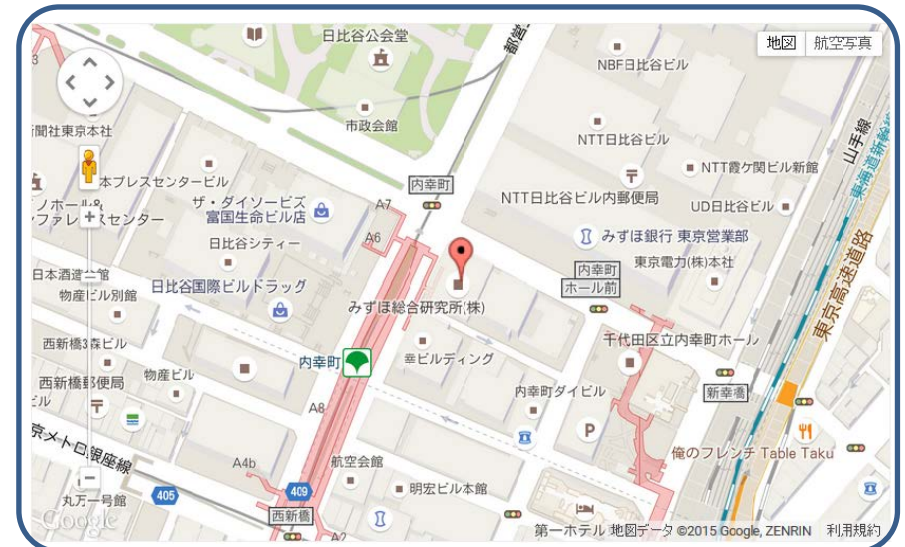 日比谷公会堂
都営
地図
航空写真
NBF日比谷ビル
3
市政会館
聞社東京本社
NTT日比谷ビル
山手線
東海道新幹線
本プレスセンタービル
内幸町
NTT霞ケ関ビル新館
ザ・ダイソービーズ
富国生命ビル店
A7
NTT日比谷ビル内郵便局
UD日比谷ビル
ノホール&
ンファレンスセンター
A6
みずほ銀行 東京営業部
日比谷シティー
東京電力(株)本社
内幸町
ホール前
東京高速道路
物産ビル別館
日比谷国際ビルドラッグ
みずほ総合研究所(株)
西新橋3森ビル
千代田区立内幸町ホール
内幸町
幸ビルディング
西新橋郵便局
物産ビル
内幸町ダイビル
新幸橋
ビル
A8
P
京メトロ銀座線
俺のフレンチ Table Taku
A4b
航空会館
丸万一号館
405
409
明宏ビル本館
西新橋
A2
Google
第一ホテル
地図データ ©2015 Google, ZENRIN
利用規約